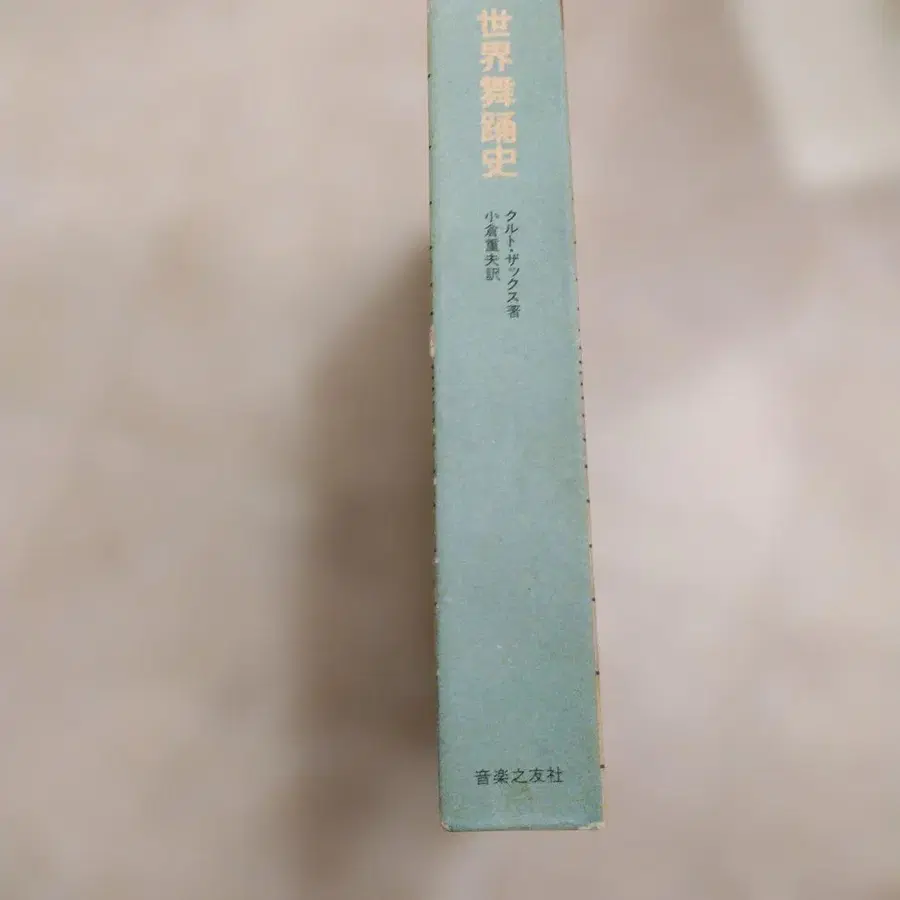 世界舞踊史
クルト・ザックス著
小倉重夫訳
音楽之友社